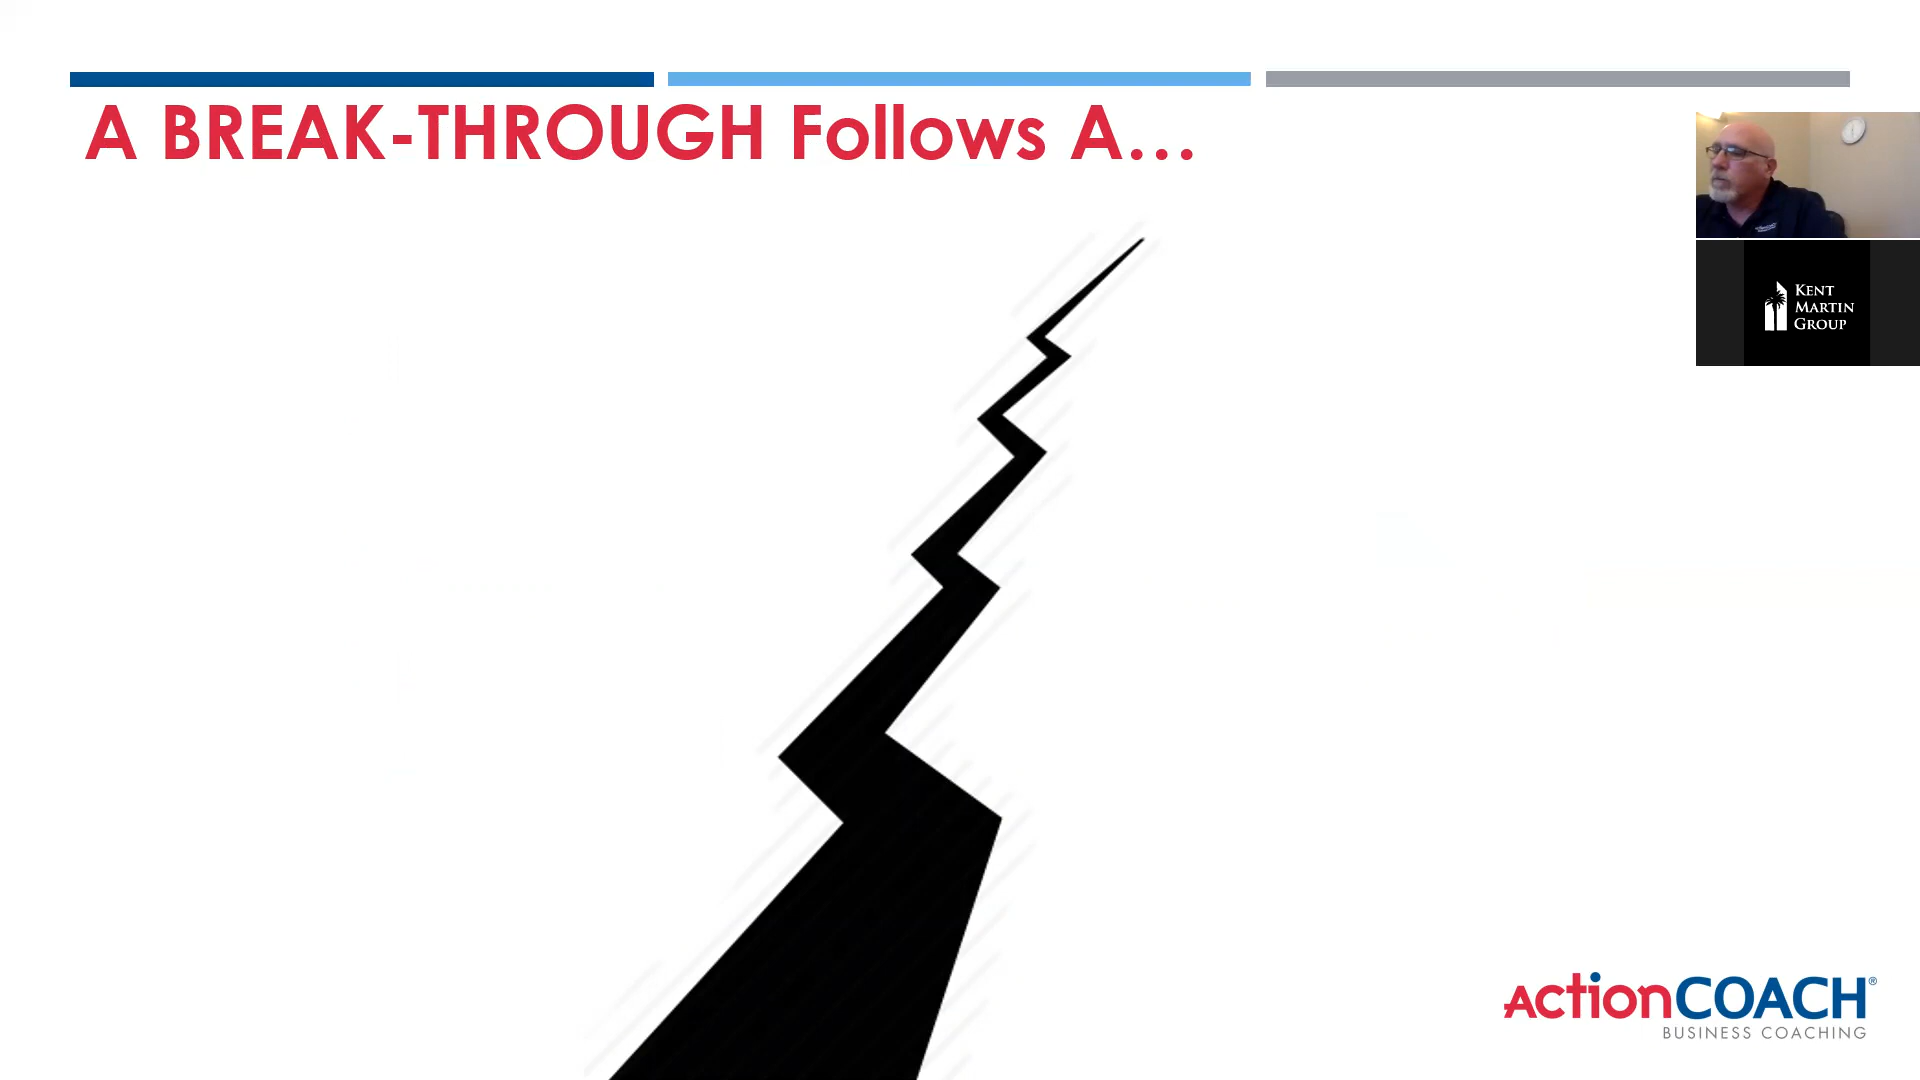 A BREAK-THROUGH Follows A...
KENT
MARTIN
GROUP
ActionCOACH®
BUSINESS COACHING